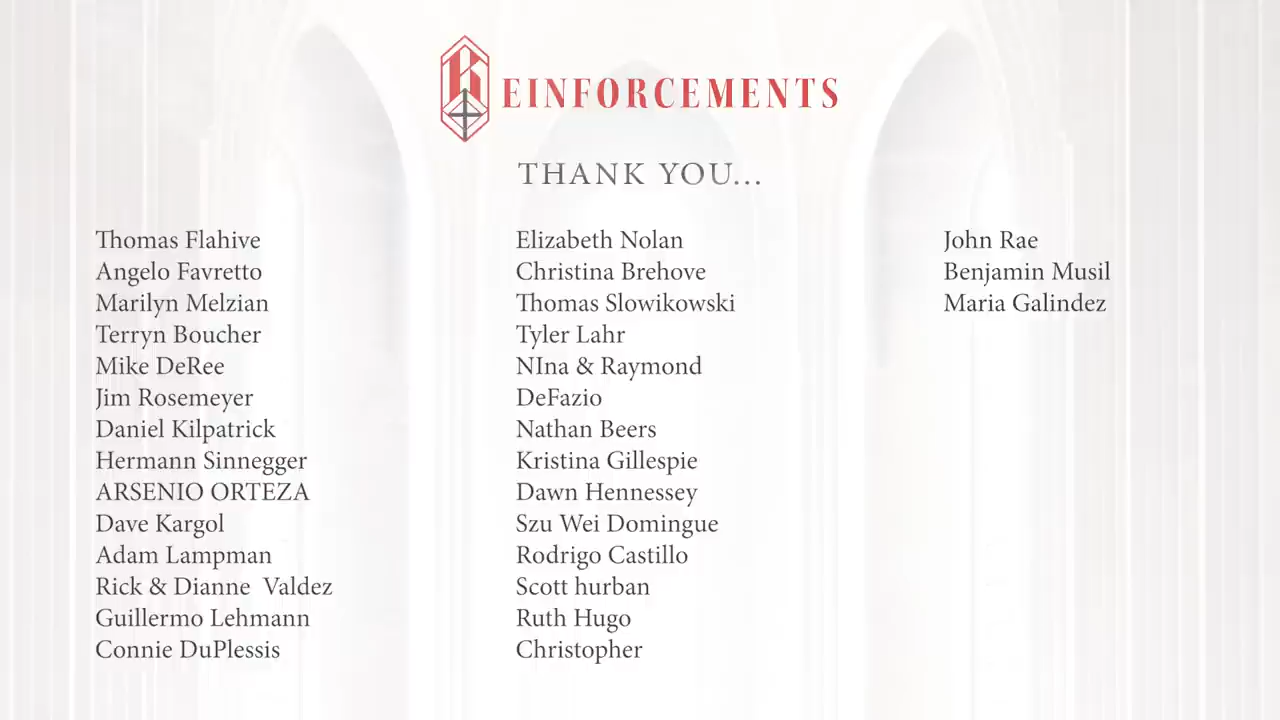 REINFORCEMENTS
THANK YOU...
Thomas Flahive
Angelo Favretto
Marilyn Melzian
Terryn Boucher
Mike DeRee
Jim Rosemeyer
Daniel Kilpatrick
Hermann Sinnegger
ARSENIO ORTEZA
Dave Kargol
Adam Lampman
Rick & Dianne  Valdez
Guillermo Lehmann
Connie DuPlessis
Elizabeth Nolan
Christina Brehove
Thomas Slowikowski
Tyler Lahr
NIna & Raymond
DeFazio
Nathan Beers
Kristina Gillespie
Dawn Hennessey
Szu Wei Domingue
Rodrigo Castillo
Scott hurban
Ruth Hugo
Christopher
John Rae
Benjamin Musil
Maria Galindez